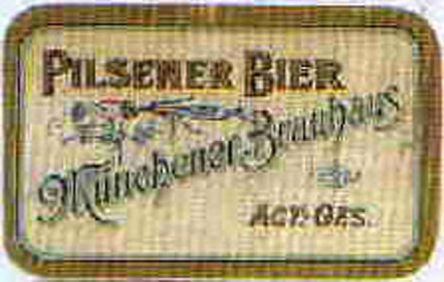 PILSENER BIER
Münchener Brauhaus
ACT. GES.